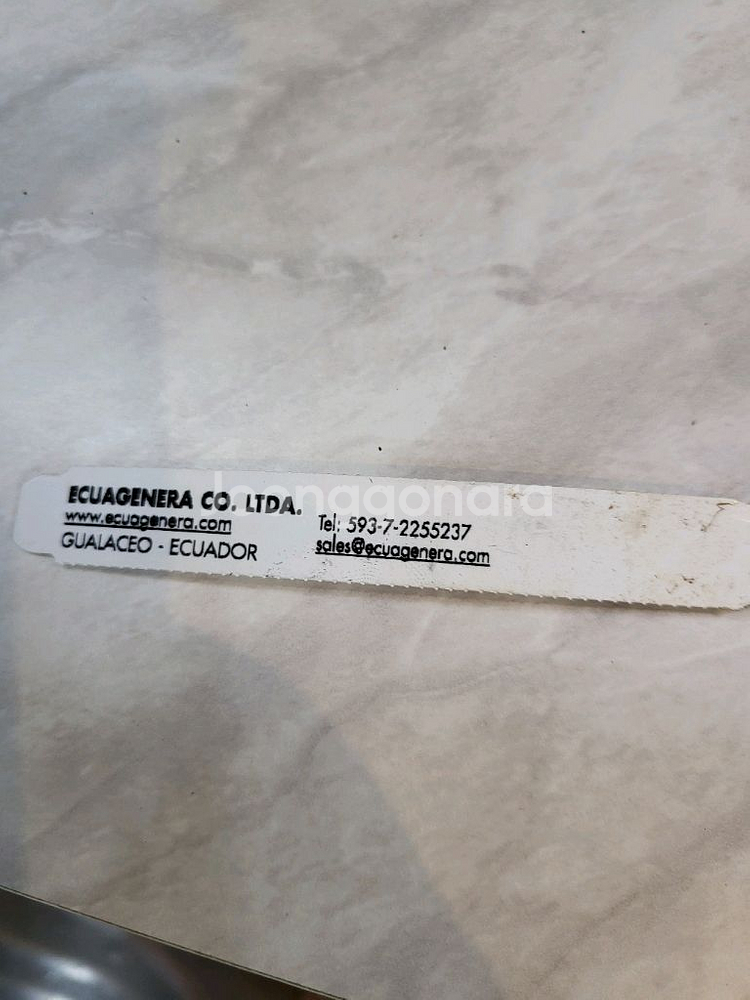 ECUAGENERA CO. LTDA.
www.ecuagenera.com
GUALACEO - ECUADOR
Tel: 593-7-2255237
sales@ecuagenera.com